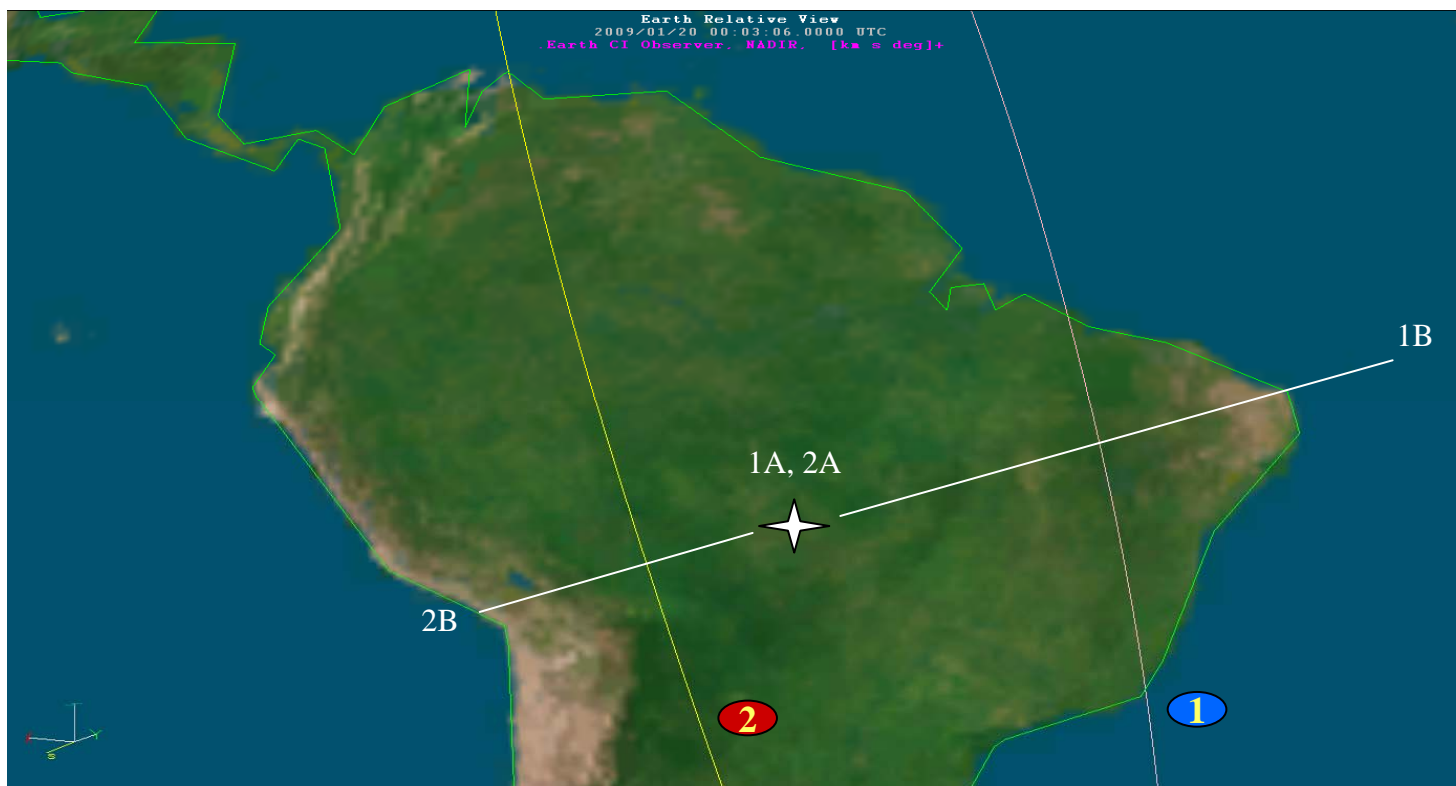 Earth Relative View
2009/01/20 00:03:06.0000 UTC
Earth CI Observer, NADIR, [km s deg]+
1B
1A, 2A
2B
2
1